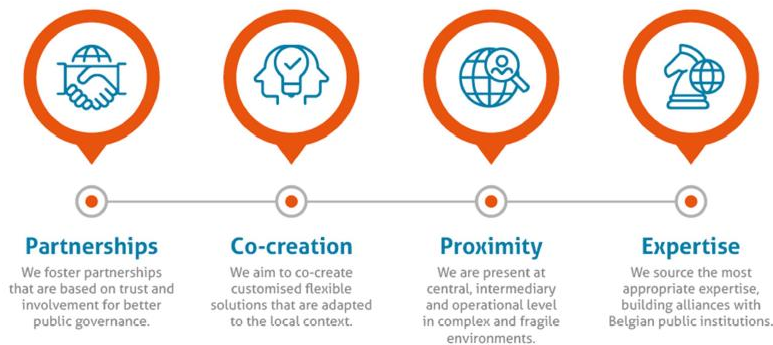 Partnerships
We foster partnerships
that are based on trust and
involvement for better
public governance.
Co-creation
We aim to co-create
customised flexible
solutions that are adapted
to the local context.
Proximity
We are present at
central, intermediary
and operational level
in complex and fragile
environments.
Expertise
We source the most
appropriate expertise,
building alliances with
Belgian public institutions.